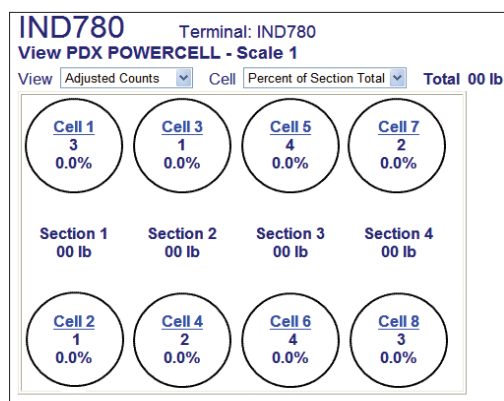 IND780 Terminal: IND780
View PDX POWERCELL - Scale 1
View Adjusted Counts Cell Percent of Section Total Total 00 lb
Cell 1 Cell 3 Cell 5 Cell 7
3 1 4 2
0.0% 0.0% 0.0% 0.0%
Section 1 Section 2 Section 3 Section 4
00 lb 00 lb 00 lb 00 lb
Cell 2 Cell 4 Cell 6 Cell 8
1 2 4 3
0.0% 0.0% 0.0% 0.0%